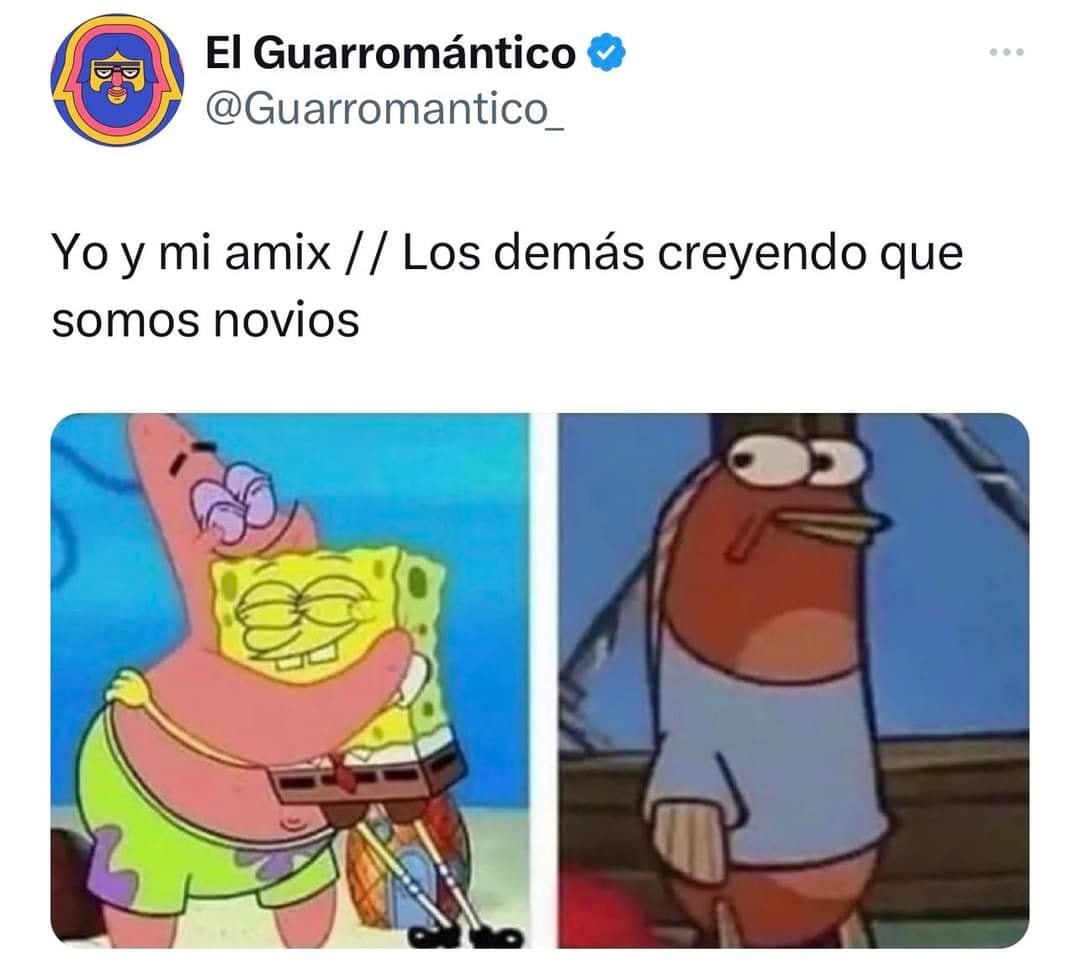 El Guarromántico
@Guarromantico_
Yo y mi amix // Los demás creyendo que
somos novios